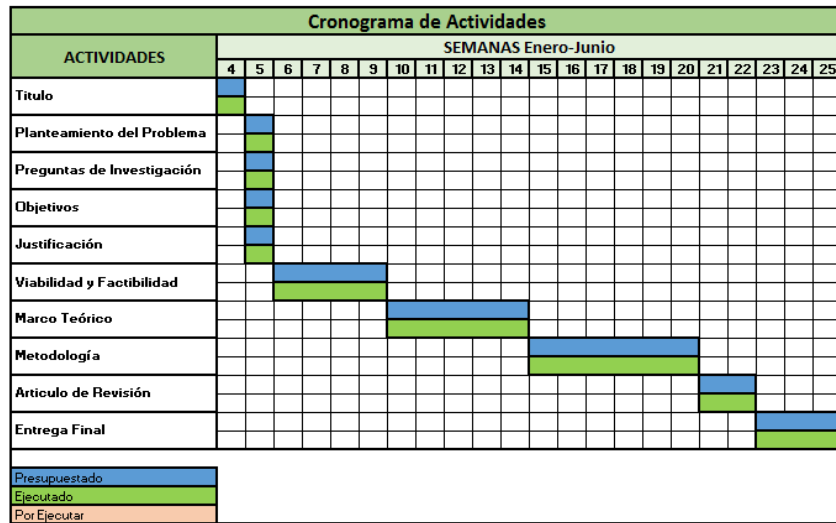 Cronograma de Actividades
ACTIVIDADES
SEMANAS Enero-Junio
4 5 6 7 8 9 10 11 12 13 14 15 16 17 18 19 20 21 22 23 24 25
Titulo
Planteamiento del Problema
Preguntas de Investigación
Objetivos
Justificación
Viabilidad y Factibilidad
Marco Teórico
Metodología
Articulo de Revisión
Entrega Final
Presupuestado
Ejecutado
Por Ejecutar